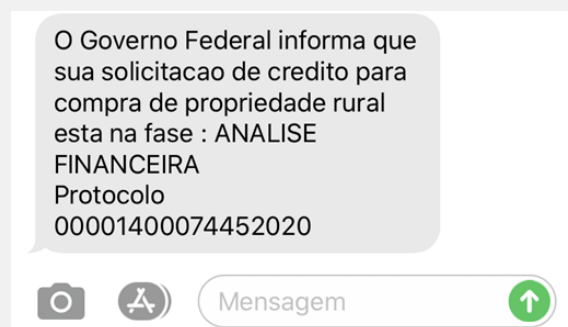 O Governo Federal informa que
sua solicitacao de credito para
compra de propriedade rural
esta na fase : ANALISE
FINANCEIRA
Protocolo
00001400074452020
Mensagem